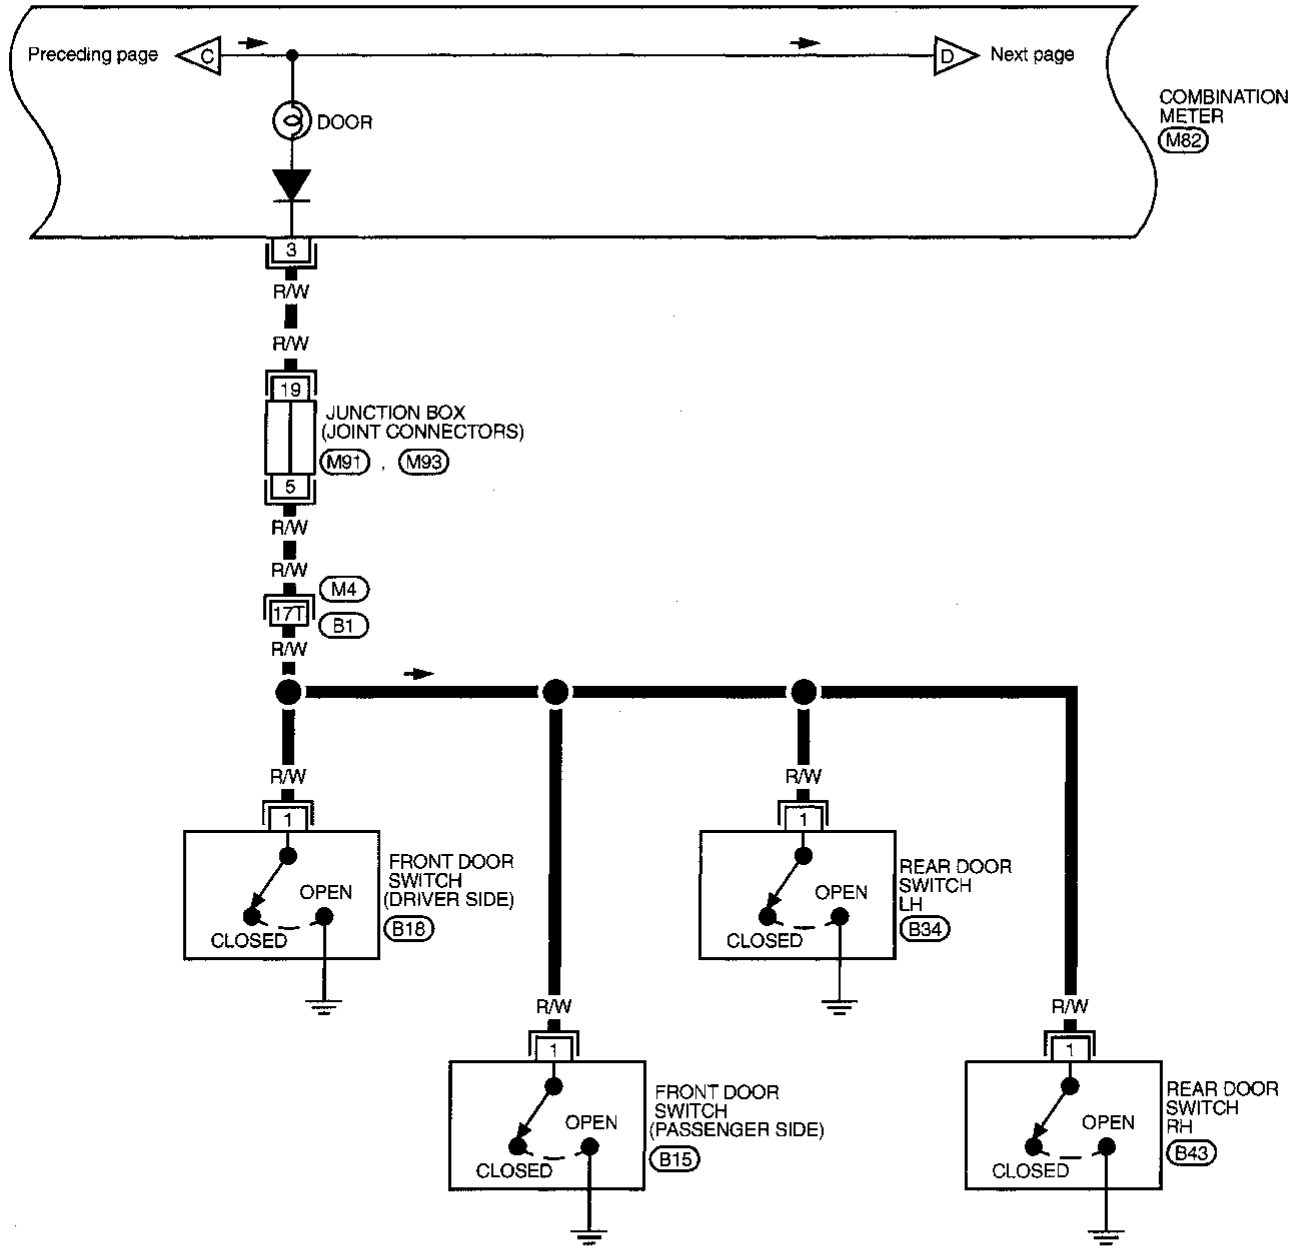 Preceding page
C
D
Next page
DOOR
COMBINATION
METER
M82
3
R/W
R/W
19
JUNCTION BOX
(JOINT CONNECTORS)
M91 , M93
5
R/W
R/W
M4
17T
B1
R/W
R/W
1
FRONT DOOR
SWITCH
(DRIVER SIDE)
B18
OPEN
CLOSED
R/W
1
REAR DOOR
SWITCH
LH
B34
OPEN
CLOSED
R/W
1
FRONT DOOR
SWITCH
(PASSENGER SIDE)
B15
OPEN
CLOSED
R/W
1
REAR DOOR
SWITCH
RH
B43
OPEN
CLOSED